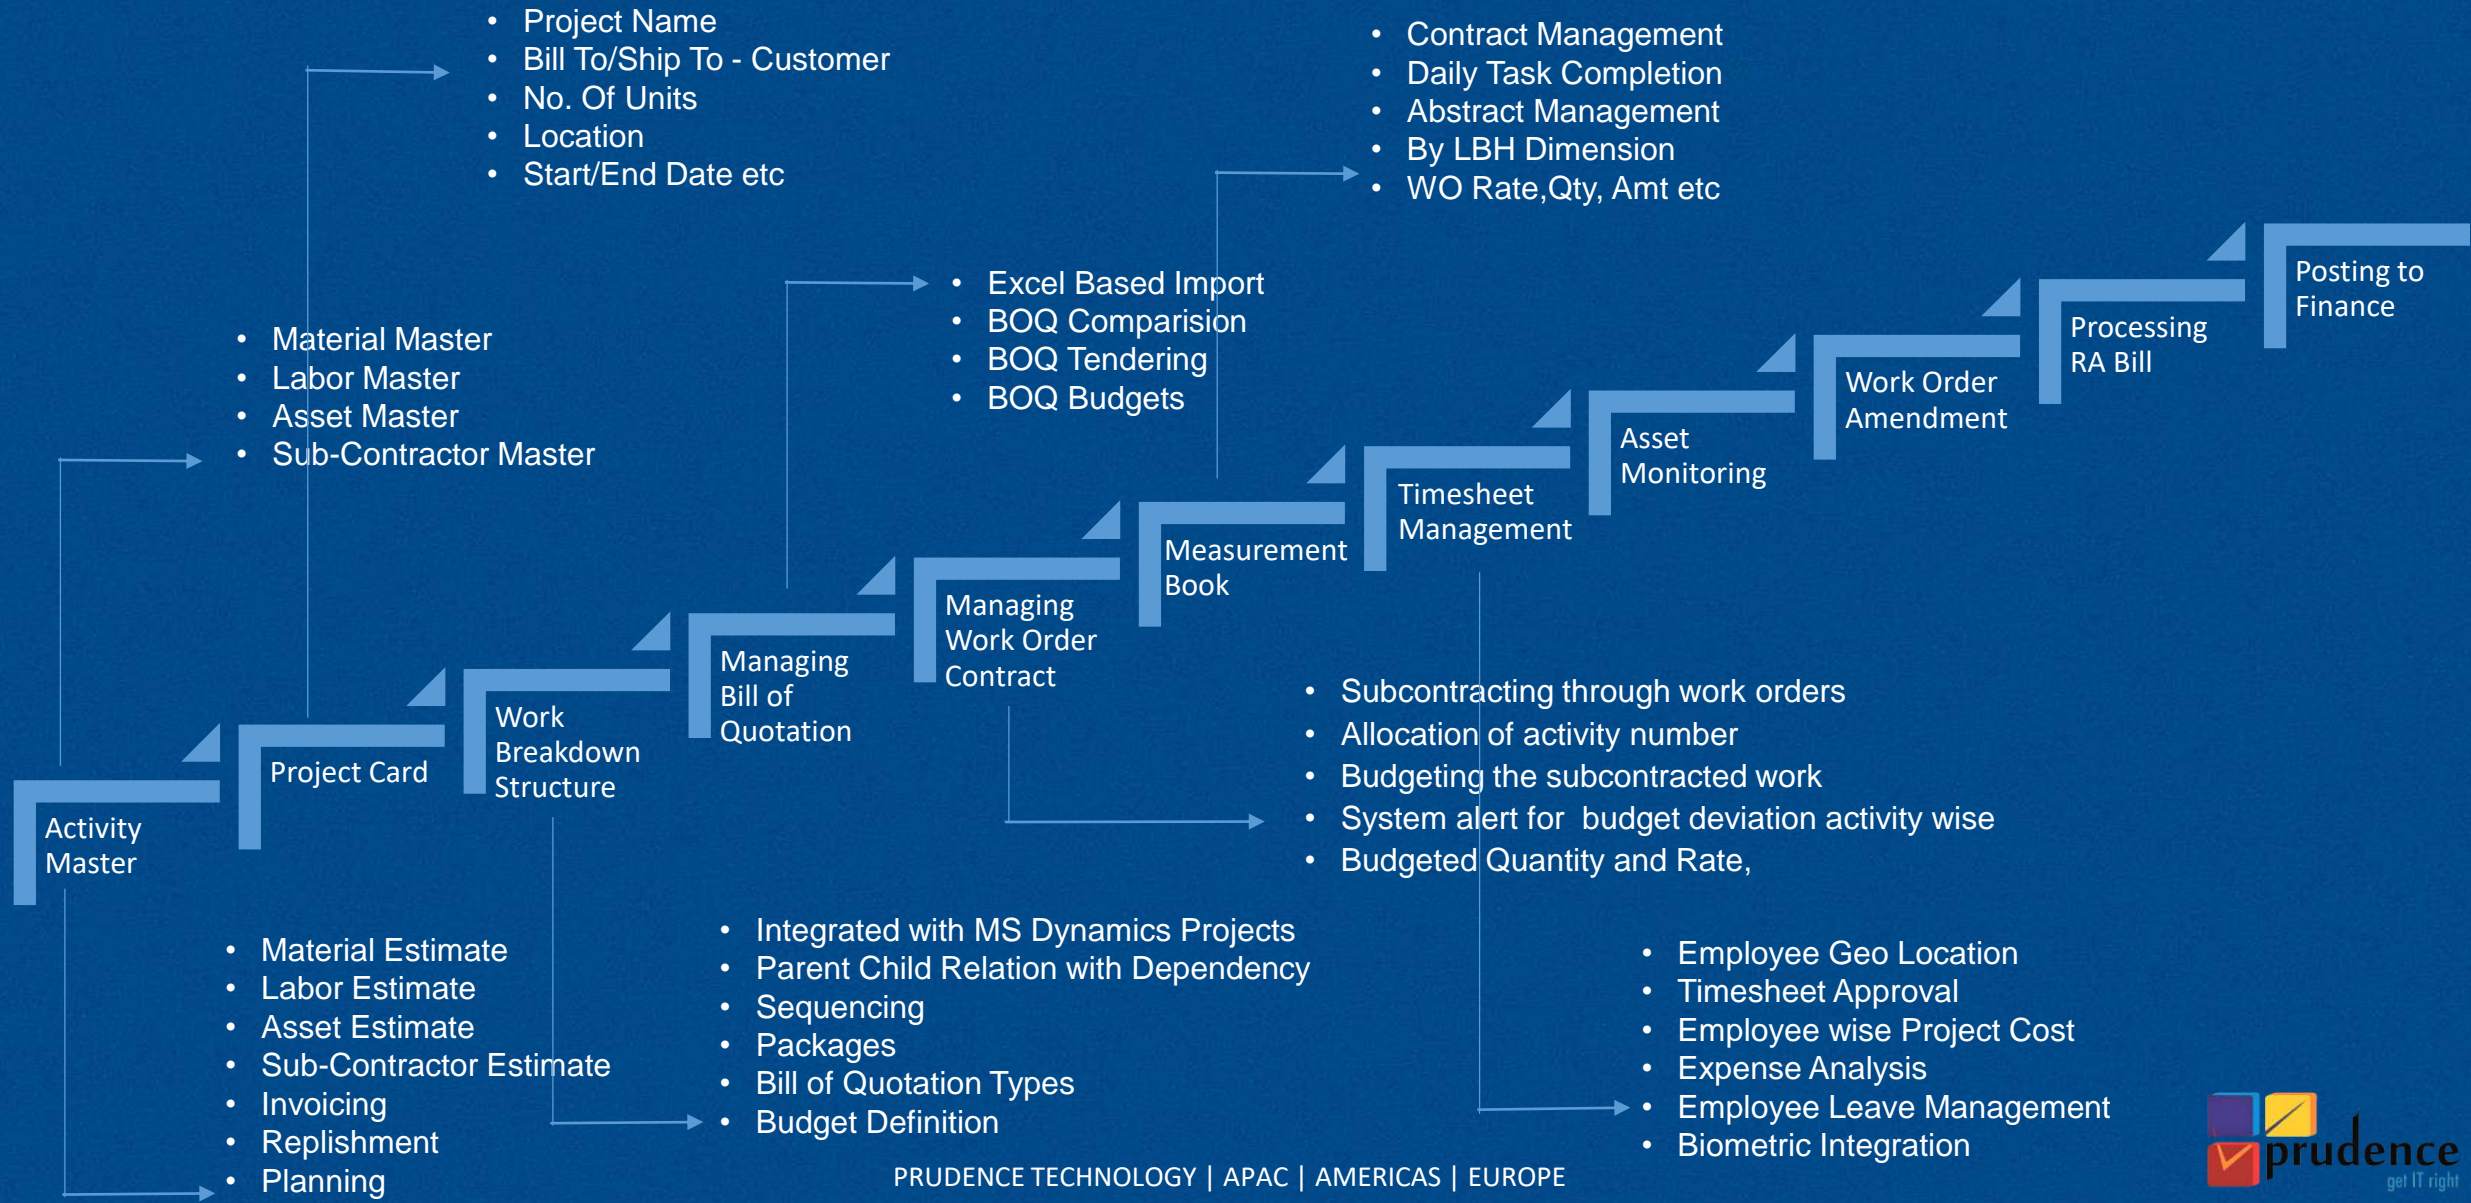 • Project Name
• Bill To/Ship To - Customer
• No. Of Units
• Location
• Start/End Date etc
• Contract Management
• Daily Task Completion
• Abstract Management
• By LBH Dimension
• WO Rate,Qty, Amt etc
• Material Master
• Labor Master
• Asset Master
• Sub-Contractor Master
• Excel Based Import
• BOQ Comparision
• BOQ Tendering
• BOQ Budgets
Activity
Master
Project Card
Work
Breakdown
Structure
Managing
Bill of
Quotation
Managing
Work Order
Contract
Measurement
Book
Timesheet
Management
Asset
Monitoring
Work Order
Amendment
Processing
RA Bill
Posting to
Finance
• Subcontracting through work orders
• Allocation of activity number
• Budgeting the subcontracted work
• System alert for  budget deviation activity wise
• Budgeted Quantity and Rate,
• Material Estimate
• Labor Estimate
• Asset Estimate
• Sub-Contractor Estimate
• Invoicing
• Replishment
• Planning
• Integrated with MS Dynamics Projects
• Parent Child Relation with Dependency
• Sequencing
• Packages
• Bill of Quotation Types
• Budget Definition
• Employee Geo Location
• Timesheet Approval
• Employee wise Project Cost
• Expense Analysis
• Employee Leave Management
• Biometric Integration
PRUDENCE TECHNOLOGY | APAC | AMERICAS | EUROPE
prudence
get IT right